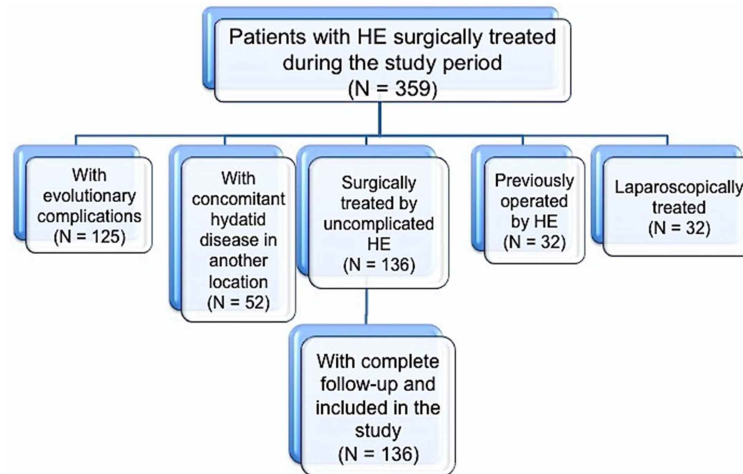 Patients with HE surgically treated
during the study period
(N = 359)
With
evolutionary
complications
(N = 125)
With
concomitant
hydatid
disease in
another
location
(N = 52)
Surgically
treated by
uncomplicated
HE
(N = 136)
Previously
operated
by HE
(N = 32)
Laparoscopically
treated
(N = 32)
With complete
follow-up and
included in the
study
(N = 136)